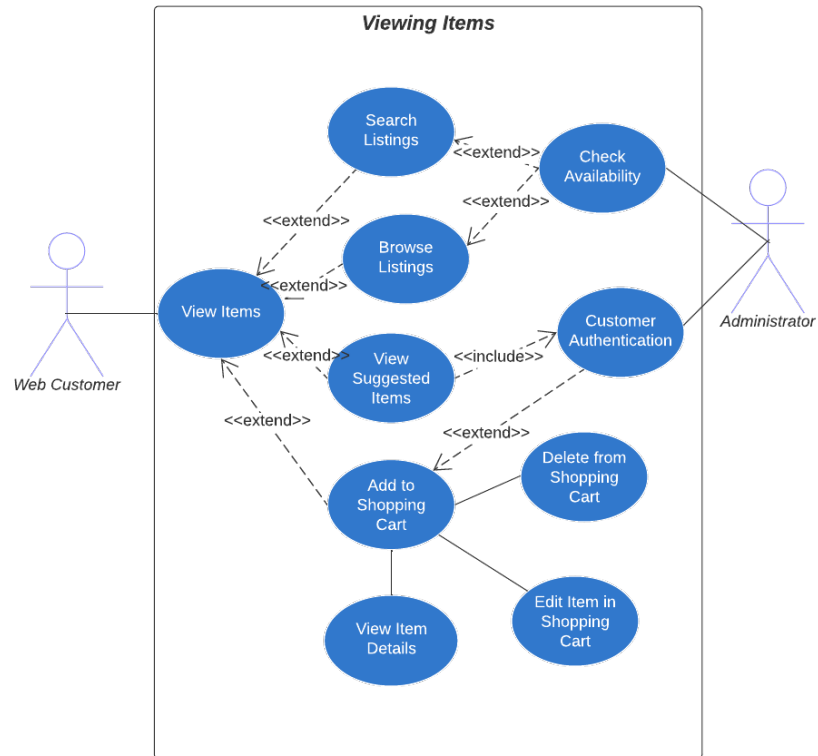 Viewing Items
Search
Listings
<<extend>>
Check
Availability
<<extend>>
<<extend>>
Browse
Listings
<<extend>>
View Items
Customer
Authentication
Administrator
<<extend>>
View
Suggested
Items
<<include>>
Web Customer
<<extend>>
<<extend>>
Delete from
Shopping
Cart
Add to
Shopping
Cart
Edit Item in
Shopping
Cart
View Item
Details